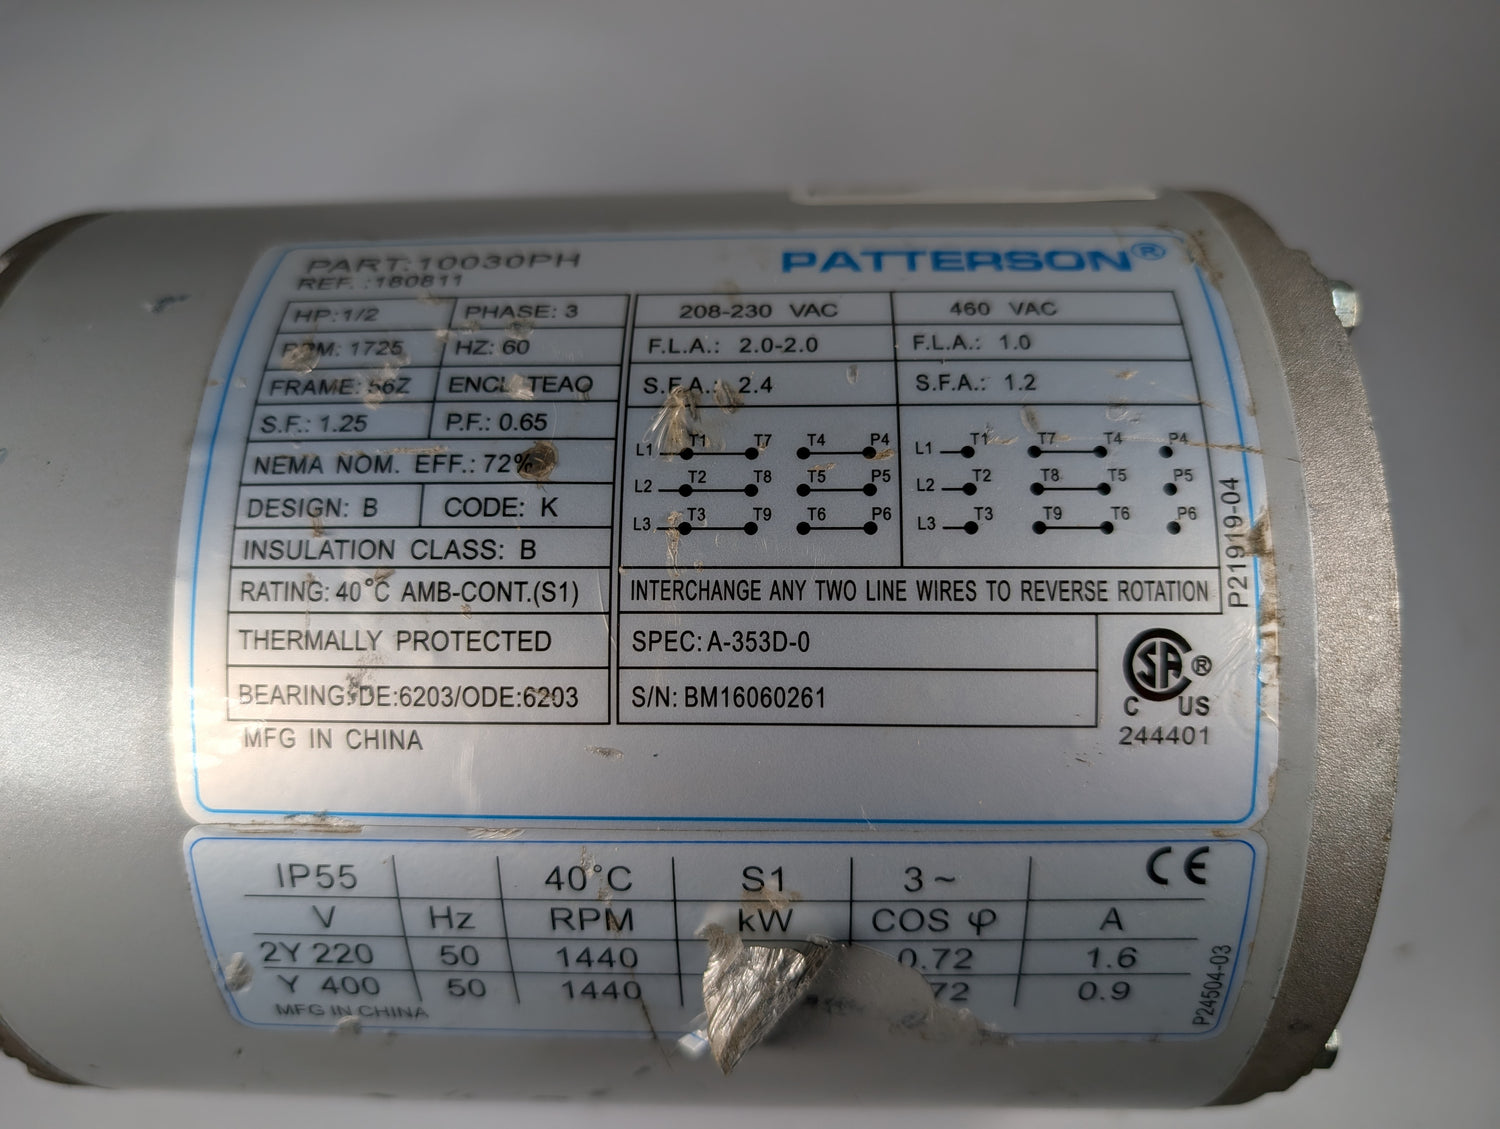 PART:10030PH
REF. :180811
PATTERSON®
HP:1/2 PHASE: 3
RPM: 1725 HZ: 60
FRAME: 56Z ENCL TEAO
S.F.: 1.25 P.F.: 0.65
NEMA NOM. EFF.: 72%
DESIGN: B CODE: K
INSULATION CLASS: B
RATING: 40°C AMB-CONT.(S1)
THERMALLY PROTECTED
BEARING:DE:6203/ODE:6203
MFG IN CHINA
208-230 VAC 460 VAC
F.L.A.: 2.0-2.0 F.L.A.: 1.0
S.F.A.: 2.4 S.F.A.: 1.2
L1 T1 T7 T4 P4 L1 T1 T7 T4 P4
L2 T2 T8 T5 P5 L2 T2 T8 T5 P5
L3 T3 T9 T6 P6 L3 T3 T9 T6 P6
INTERCHANGE ANY TWO LINE WIRES TO REVERSE ROTATION
SPEC: A-353D-0
S/N: BM16060261
P21919-04
SA®
C US
244401
IP55 40°C S1 3~ CE
V Hz RPM kW COS φ A
2Y 220 50 1440 0.72 1.6
Y 400 50 1440 72 0.9
MFG IN CHINA
P24504-03